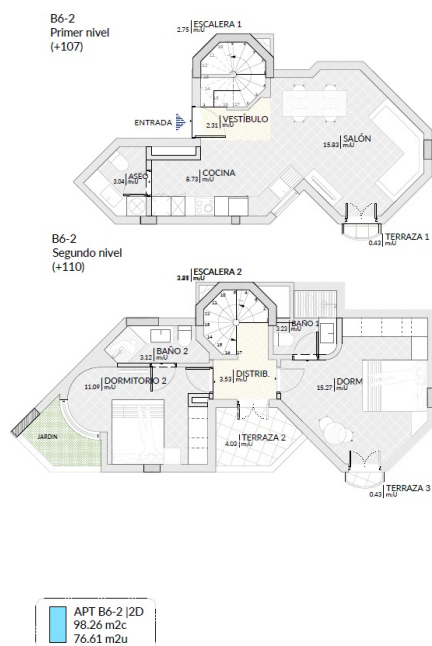 B6-2
Primer nivel
(+107)
ESCALERA 1
2.75 m²U
ENTRADA
VESTÍBULO
2.31 m²U
SALÓN
15.83 m²U
ASEO
3.04 m²U
COCINA
8.73 m²U
TERRAZA 1
0.43 m²U
B6-2
Segundo nivel
(+110)
ESCALERA 2
BAÑO 1
3.23 m²U
BAÑO 2
3.12 m²U
DORMITORIO 2
11.09 m²U
DISTRIB.
3.53 m²U
DORM
15.27 m²U
JARDIN
TERRAZA 2
4.03 m²U
TERRAZA 3
0.43 m²U
APT B6-2 |2D
98.26 m2c
76.61 m2u